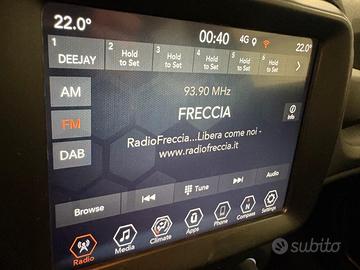 22.0°
00:40
4G
22.0°
1
DEEJAY
2
Hold
to Set
3
Hold
to Set
4
Hold
to Set
5
Hold
to Set
6
Hold
to Set
AM
FM
DAB
93.90 MHz
FRECCIA
RadioFreccia...Libera come noi -
www.radiofreccia.it
Info
Browse
Tune
Audio
Radio
Media
Climate
Apps
Phone
N
Compass
Settings
subito